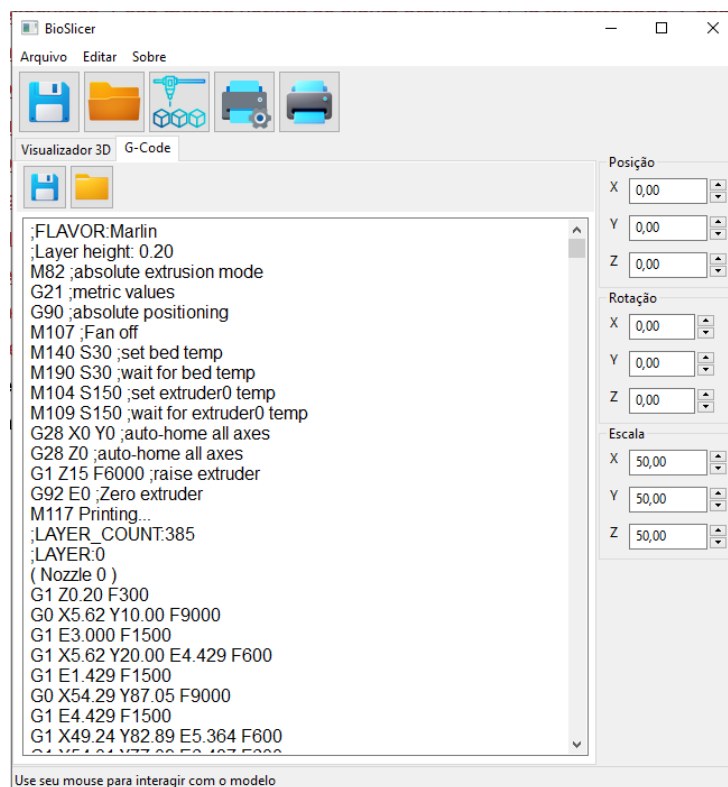 BioSlicer
Arquivo Editar Sobre
Visualizador 3D G-Code
;FLAVOR:Marlin
;Layer height: 0.20
M82 ;absolute extrusion mode
G21 ;metric values
G90 ;absolute positioning
M107 ;Fan off
M140 S30 ;set bed temp
M190 S30 ;wait for bed temp
M104 S150 ;set extruder0 temp
M109 S150 ;wait for extruder0 temp
G28 X0 Y0 ;auto-home all axes
G28 Z0 ;auto-home all axes
G1 Z15 F6000 ;raise extruder
G92 E0 ;Zero extruder
M117 Printing...
;LAYER_COUNT:385
;LAYER:0
( Nozzle 0 )
G1 Z0.20 F300
G0 X5.62 Y10.00 F9000
G1 E3.000 F1500
G1 X5.62 Y20.00 E4.429 F600
G1 E1.429 F1500
G0 X54.29 Y87.05 F9000
G1 E4.429 F1500
G1 X49.24 Y82.89 E5.364 F600
Posição
X 0,00
Y 0,00
Z 0,00
Rotação
X 0,00
Y 0,00
Z 0,00
Escala
X 50,00
Y 50,00
Z 50,00
Use seu mouse para interagir com o modelo